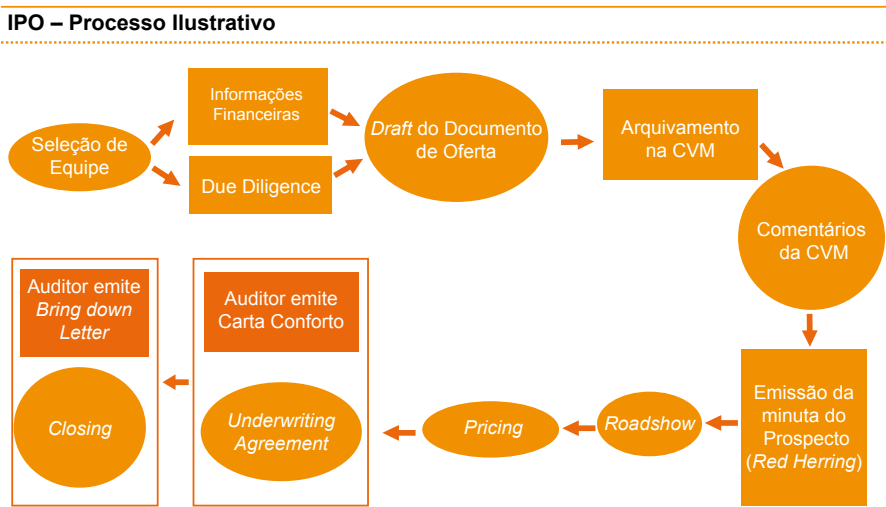 IPO – Processo Ilustrativo
Seleção de
Equipe
Informações
Financeiras
Due Diligence
Draft do Documento
de Oferta
Arquivamento
na CVM
Comentários
da CVM
Emissão da
minuta do
Prospecto
(Red Herring)
Roadshow
Pricing
Auditor emite
Carta Conforto
Underwriting
Agreement
Auditor emite
Bring down
Letter
Closing